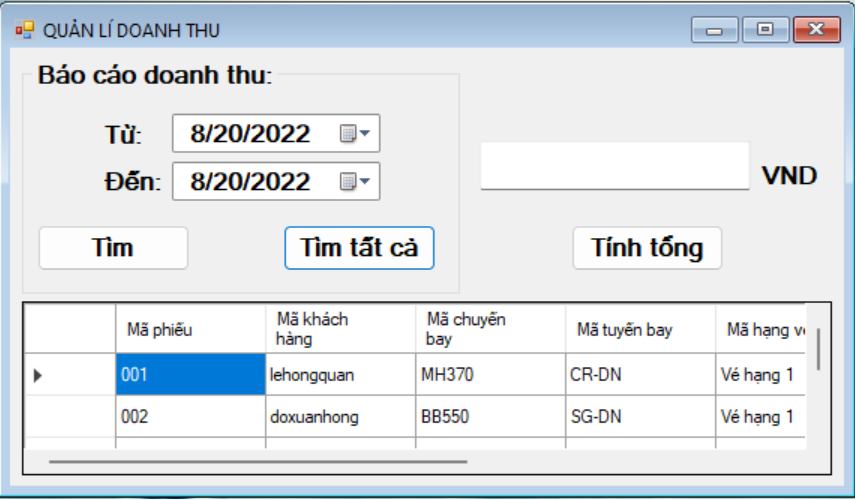 QUẢN LÍ DOANH THU
Báo cáo doanh thu:
Từ: 8/20/2022
Đến: 8/20/2022
VND
Tìm Tìm tất cả Tính tổng
Mã phiếu Mã khách hàng Mã chuyến bay Mã tuyến bay Mã hạng vé
001 lehongquan MH370 CR-DN Vé hạng 1
002 doxuanhong BB550 SG-DN Vé hạng 1